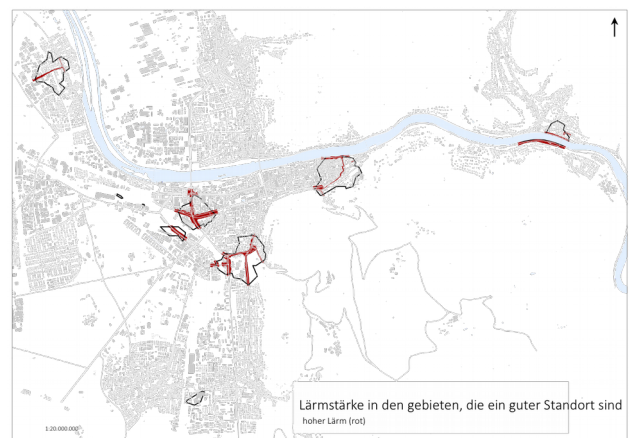 Lärmstärke in den gebieten, die ein guter Standort sind
hoher Lärm (rot)
1:20.000.000